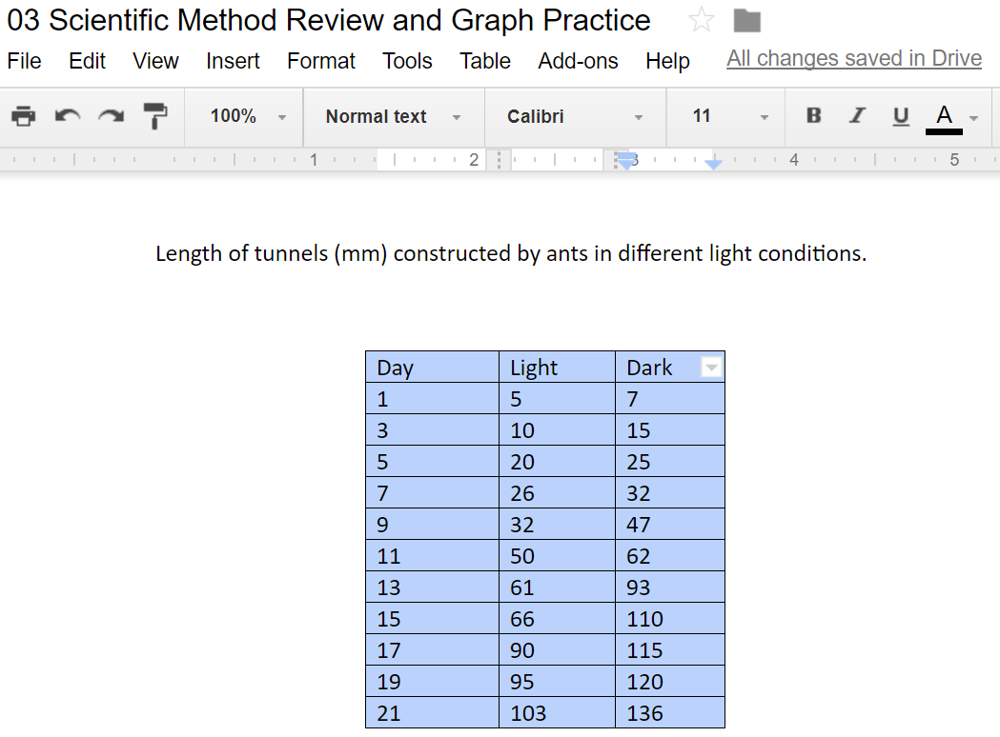 03 Scientific Method Review and Graph Practice
File Edit View Insert Format Tools Table Add-ons Help All changes saved in Drive
100% Normal text Calibri 11 B I U A
1 2 3 4 5
Length of tunnels (mm) constructed by ants in different light conditions.
Day Light Dark
1 5 7
3 10 15
5 20 25
7 26 32
9 32 47
11 50 62
13 61 93
15 66 110
17 90 115
19 95 120
21 103 136